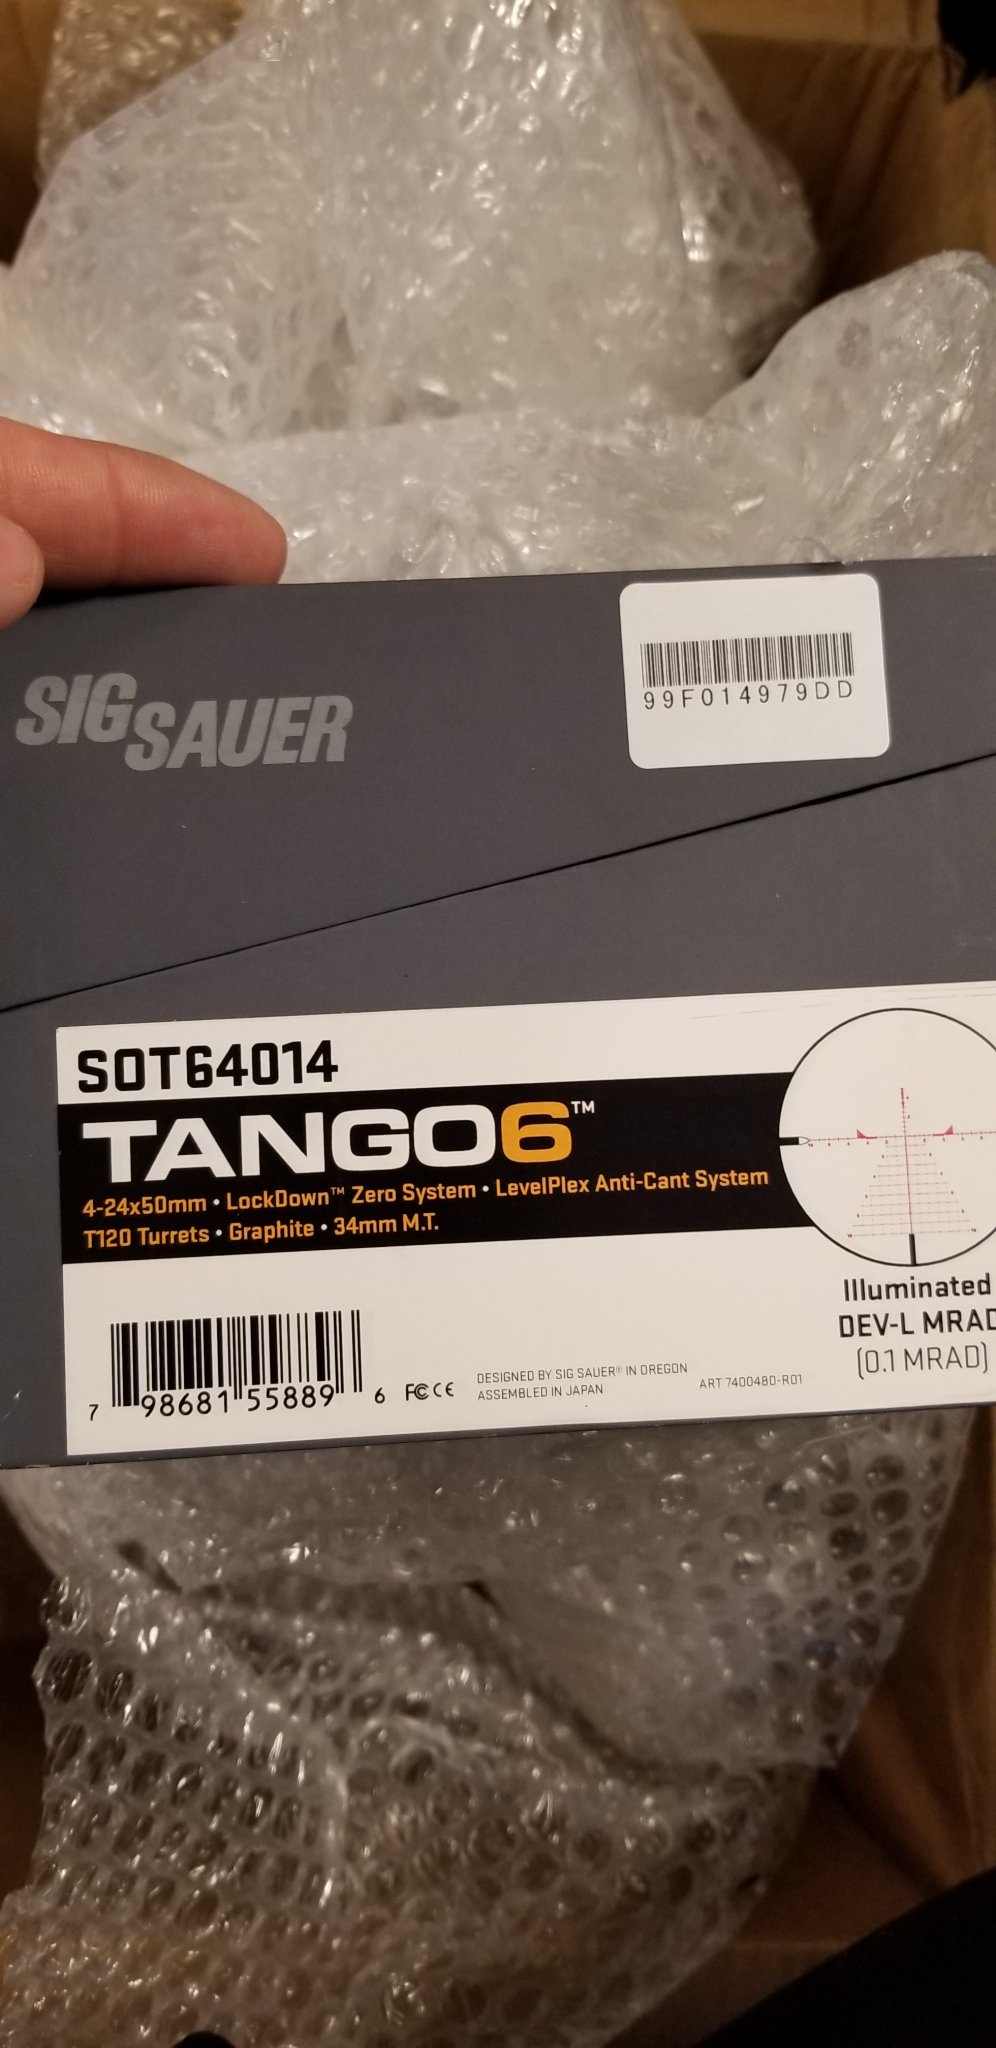 SIG SAUER
99F014979DD
SOT64014
TANGO6™
4-24x50mm • LockDown™ Zero System • LevelPlex Anti-Cant System
T120 Turrets • Graphite • 34mm M.T.
Illuminated
DEV-L MRAD
(0.1 MRAD)
7 98681 55889 6
FC CE
DESIGNED BY SIG SAUER® IN OREGON
ASSEMBLED IN JAPAN
ART 7400480-R01